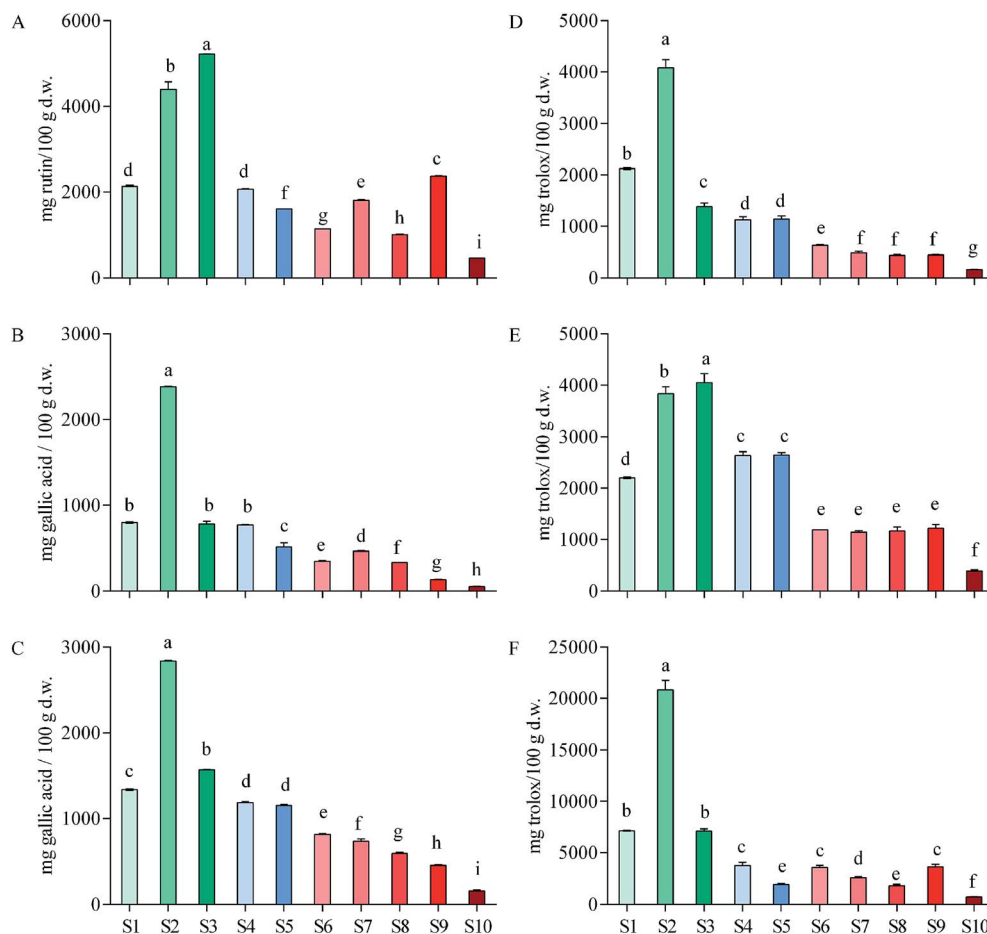 A
mg rutin/100 g d.w.
6000
4000
2000
0
d
b
a
d
f
g
e
h
c
i
B
mg gallic acid / 100 g d.w.
3000
2000
1000
0
b
a
b
b
c
e
d
f
g
h
C
mg gallic acid / 100 g d.w.
3000
2000
1000
0
c
a
b
d
d
e
f
g
h
i
S1 S2 S3 S4 S5 S6 S7 S8 S9 S10
D
mg trolox/100 g d.w.
5000
4000
3000
2000
1000
0
b
a
c
d
d
e
f
f
f
g
E
mg trolox/100 g d.w.
5000
4000
3000
2000
1000
0
d
b
a
c
c
e
e
e
e
f
F
mg trolox/100 g d.w.
25000
20000
15000
10000
5000
0
b
a
b
c
e
c
d
e
c
f
S1 S2 S3 S4 S5 S6 S7 S8 S9 S10